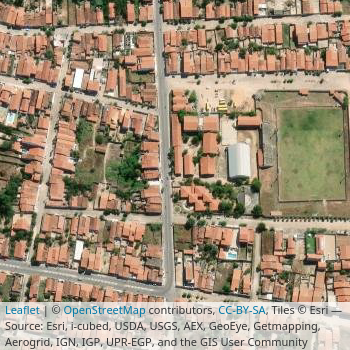 Leaflet | © OpenStreetMap contributors, CC-BY-SA, Tiles © Esri —
Source: Esri, i-cubed, USDA, USGS, AEX, GeoEye, Getmapping,
Aerogrid, IGN, IGP, UPR-EGP, and the GIS User Community